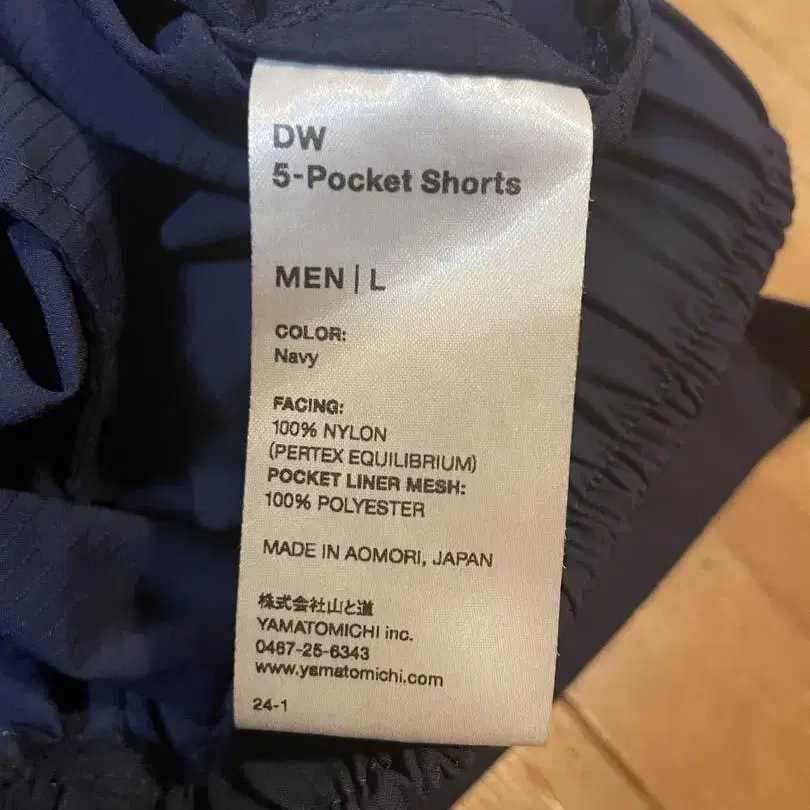 DW
5-Pocket Shorts
MEN | L
COLOR:
Navy
FACING:
100% NYLON
(PERTEX EQUILIBRIUM)
POCKET LINER MESH:
100% POLYESTER
MADE IN AOMORI, JAPAN
株式会社山と道
YAMATOMICHI inc.
0467-25-6343
www.yamatomichi.com
24-1